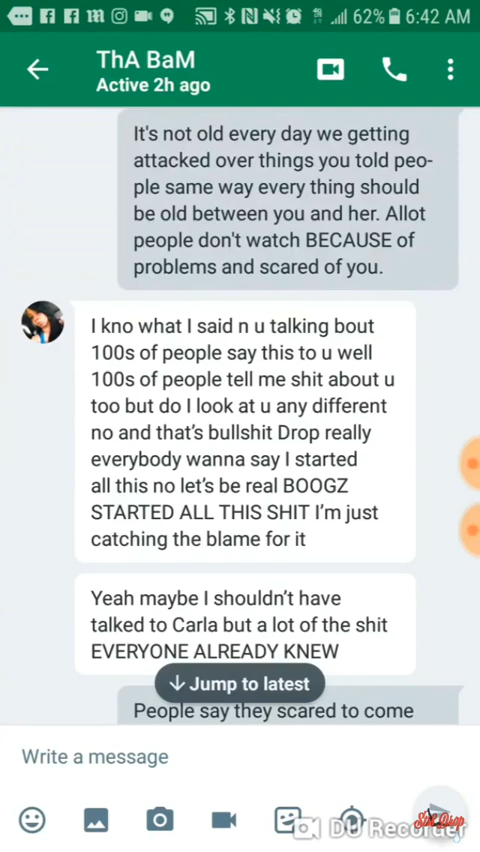 62% 6:42 AM
ThA BaM
Active 2h ago
It's not old every day we getting
attacked over things you told peo-
ple same way every thing should
be old between you and her. Allot
people don't watch BECAUSE of
problems and scared of you.
I kno what I said n u talking bout
100s of people say this to u well
100s of people tell me shit about u
too but do I look at u any different
no and that's bullshit Drop really
everybody wanna say I started
all this no let's be real BOOGZ
STARTED ALL THIS SHIT I'm just
catching the blame for it
Yeah maybe I shouldn't have
talked to Carla but a lot of the shit
EVERYONE ALREADY KNEW
Jump to latest
People say they scared to come
Write a message
DU Recorder